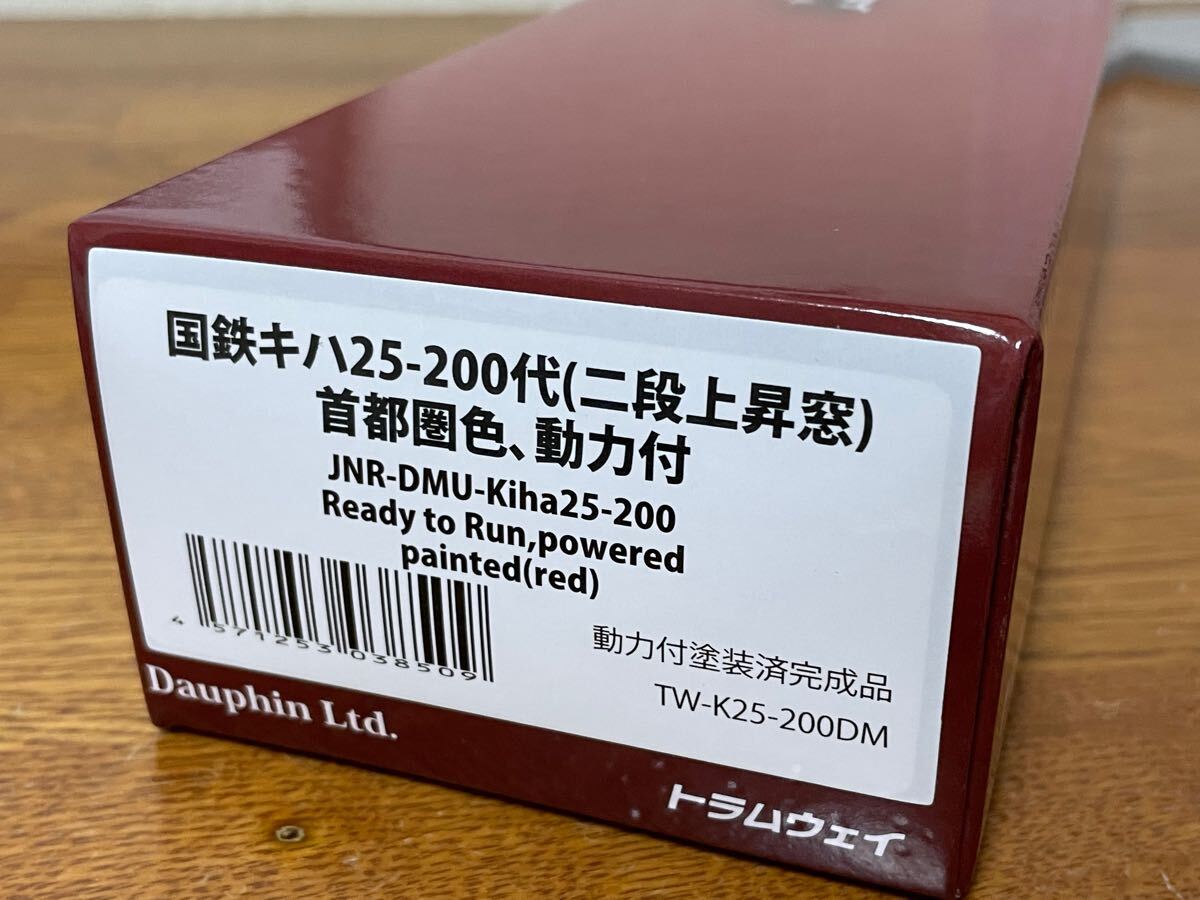 国鉄キハ25-200代(二段上昇窓)
首都圏色、動力付
JNR-DMU-Kiha25-200
Ready to Run,powered
painted(red)
4 571253 038509
動力付塗装済完成品
TW-K25-200DM
Dauphin Ltd.
トラムウェイ